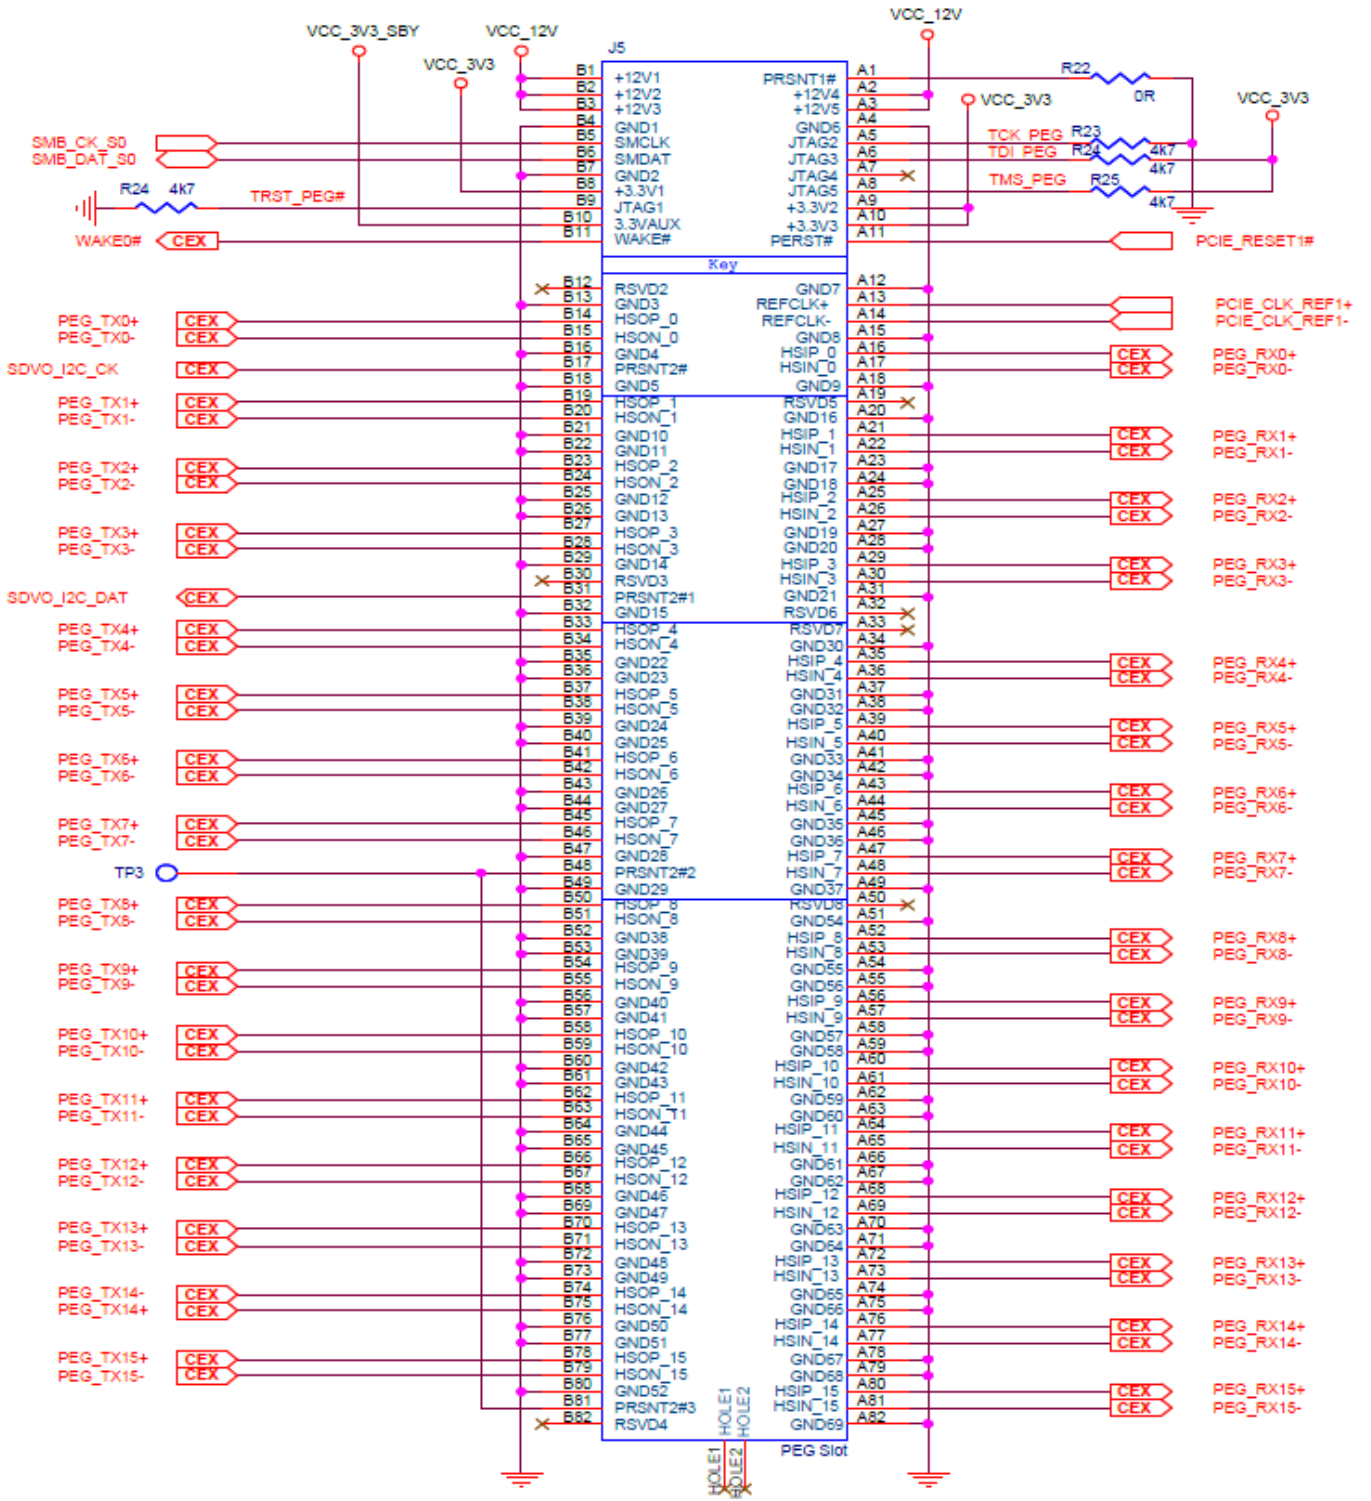 VCC_12V
VCC_3V3_SBY VCC_12V
J5
VCC_3V3
VCC_3V3 VCC_3V3
B1 +12V1 PRSNT1# A1 R22 0R
B2 +12V2 +12V4 A2
B3 +12V3 +12V5 A3
B4 GND1 GND6 A4
SMB_CK_S0 B5 SMCLK JTAG2 A5 TCK_PEG R23 4k7
SMB_DAT_S0 B6 SMDAT JTAG3 A6 TDI_PEG R24 4k7
B7 GND2 JTAG4 A7
B8 +3.3V1 JTAG5 A8 TMS_PEG R25 4k7
R24 4k7 TRST_PEG# B9 JTAG1 +3.3V2 A9
B10 3.3VAUX +3.3V3 A10
WAKE0# CEX B11 WAKE# PERST# A11 PCIE_RESET1#
Key
B12 RSVD2 GND7 A12
B13 GND3 REFCLK+ A13 PCIE_CLK_REF1+
PEG_TX0+ CEX B14 HSOP_0 REFCLK- A14 PCIE_CLK_REF1-
PEG_TX0- CEX B15 HSON_0 GND8 A15
B16 GND4 HSIP_0 A16 CEX PEG_RX0+
SDVO_I2C_CK CEX B17 PRSNT2# HSIN_0 A17 CEX PEG_RX0-
B18 GND5 GND9 A18
PEG_TX1+ CEX B19 HSOP_1 RSVD5 A19
PEG_TX1- CEX B20 HSON_1 GND16 A20
B21 GND10 HSIP_1 A21 CEX PEG_RX1+
B22 GND11 HSIN_1 A22 CEX PEG_RX1-
PEG_TX2+ CEX B23 HSOP_2 GND17 A23
PEG_TX2- CEX B24 HSON_2 GND18 A24
B25 GND12 HSIP_2 A25 CEX PEG_RX2+
B26 GND13 HSIN_2 A26 CEX PEG_RX2-
PEG_TX3+ CEX B27 HSOP_3 GND19 A27
PEG_TX3- CEX B28 HSON_3 GND20 A28
B29 GND14 HSIP_3 A29 CEX PEG_RX3+
B30 RSVD3 HSIN_3 A30 CEX PEG_RX3-
SDVO_I2C_DAT CEX B31 PRSNT2#1 GND21 A31
B32 GND15 RSVD6 A32
PEG_TX4+ CEX B33 HSOP_4 RSVD7 A33
PEG_TX4- CEX B34 HSON_4 GND30 A34
B35 GND22 HSIP_4 A35 CEX PEG_RX4+
B36 GND23 HSIN_4 A36 CEX PEG_RX4-
PEG_TX5+ CEX B37 HSOP_5 GND31 A37
PEG_TX5- CEX B38 HSON_5 GND32 A38
B39 GND24 HSIP_5 A39 CEX PEG_RX5+
B40 GND25 HSIN_5 A40 CEX PEG_RX5-
PEG_TX6+ CEX B41 HSOP_6 GND33 A41
PEG_TX6- CEX B42 HSON_6 GND34 A42
B43 GND26 HSIP_6 A43 CEX PEG_RX6+
B44 GND27 HSIN_6 A44 CEX PEG_RX6-
PEG_TX7+ CEX B45 HSOP_7 GND35 A45
PEG_TX7- CEX B46 HSON_7 GND36 A46
B47 GND28 HSIP_7 A47 CEX PEG_RX7+
TP3 B48 PRSNT2#2 HSIN_7 A48 CEX PEG_RX7-
B49 GND29 GND37 A49
PEG_TX8+ CEX B50 HSOP_8 RSVD8 A50
PEG_TX8- CEX B51 HSON_8 GND54 A51
B52 GND38 HSIP_8 A52 CEX PEG_RX8+
B53 GND39 HSIN_8 A53 CEX PEG_RX8-
PEG_TX9+ CEX B54 HSOP_9 GND55 A54
PEG_TX9- CEX B55 HSON_9 GND56 A55
B56 GND40 HSIP_9 A56 CEX PEG_RX9+
B57 GND41 HSIN_9 A57 CEX PEG_RX9-
PEG_TX10+ CEX B58 HSOP_10 GND57 A58
PEG_TX10- CEX B59 HSON_10 GND58 A59
B60 GND42 HSIP_10 A60 CEX PEG_RX10+
B61 GND43 HSIN_10 A61 CEX PEG_RX10-
PEG_TX11+ CEX B62 HSOP_11 GND59 A62
PEG_TX11- CEX B63 HSON_11 GND60 A63
B64 GND44 HSIP_11 A64 CEX PEG_RX11+
B65 GND45 HSIN_11 A65 CEX PEG_RX11-
PEG_TX12+ CEX B66 HSOP_12 GND61 A66
PEG_TX12- CEX B67 HSON_12 GND62 A67
B68 GND46 HSIP_12 A68 CEX PEG_RX12+
B69 GND47 HSIN_12 A69 CEX PEG_RX12-
PEG_TX13+ CEX B70 HSOP_13 GND63 A70
PEG_TX13- CEX B71 HSON_13 GND64 A71
B72 GND48 HSIP_13 A72 CEX PEG_RX13+
B73 GND49 HSIN_13 A73 CEX PEG_RX13-
PEG_TX14- CEX B74 HSOP_14 GND65 A74
PEG_TX14+ CEX B75 HSON_14 GND66 A75
B76 GND50 HSIP_14 A76 CEX PEG_RX14+
B77 GND51 HSIN_14 A77 CEX PEG_RX14-
PEG_TX15+ CEX B78 HSOP_15 GND67 A78
PEG_TX15- CEX B79 HSON_15 GND68 A79
B80 GND52 HSIP_15 A80 CEX PEG_RX15+
B81 PRSNT2#3 HSIN_15 A81 CEX PEG_RX15-
B82 RSVD4 GND69 A82
HOLE1 HOLE2
PEG Slot
HOLE1 HOLE2